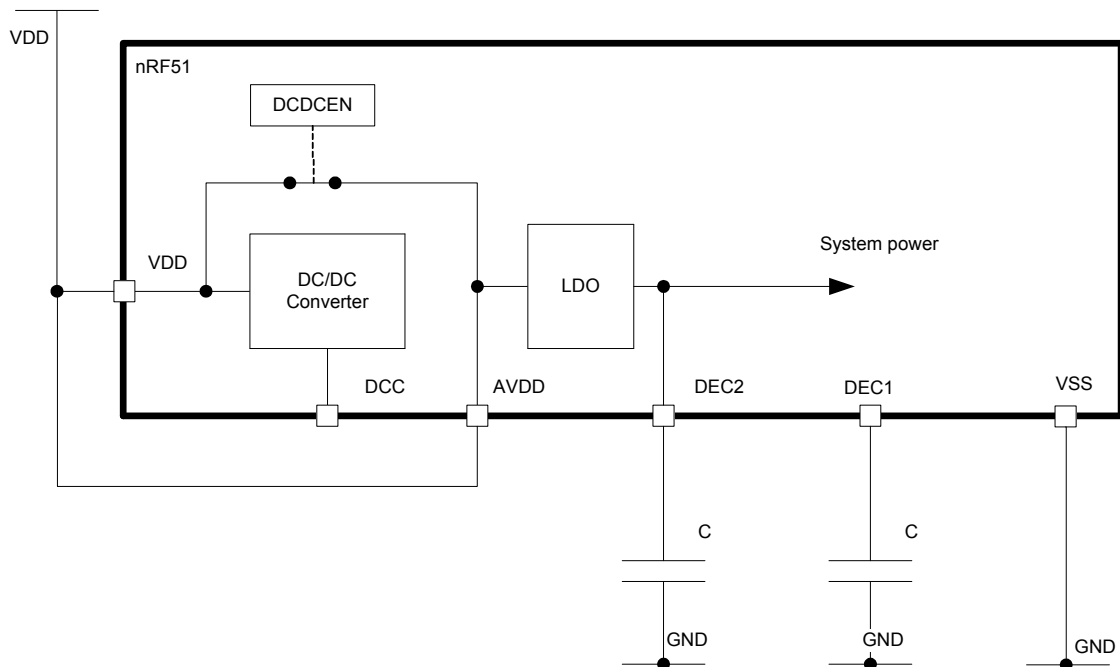 VDD
nRF51
DCDCEN
VDD
DC/DC
Converter
LDO
System power
DCC
AVDD
DEC2
DEC1
VSS
C
C
GND
GND
GND